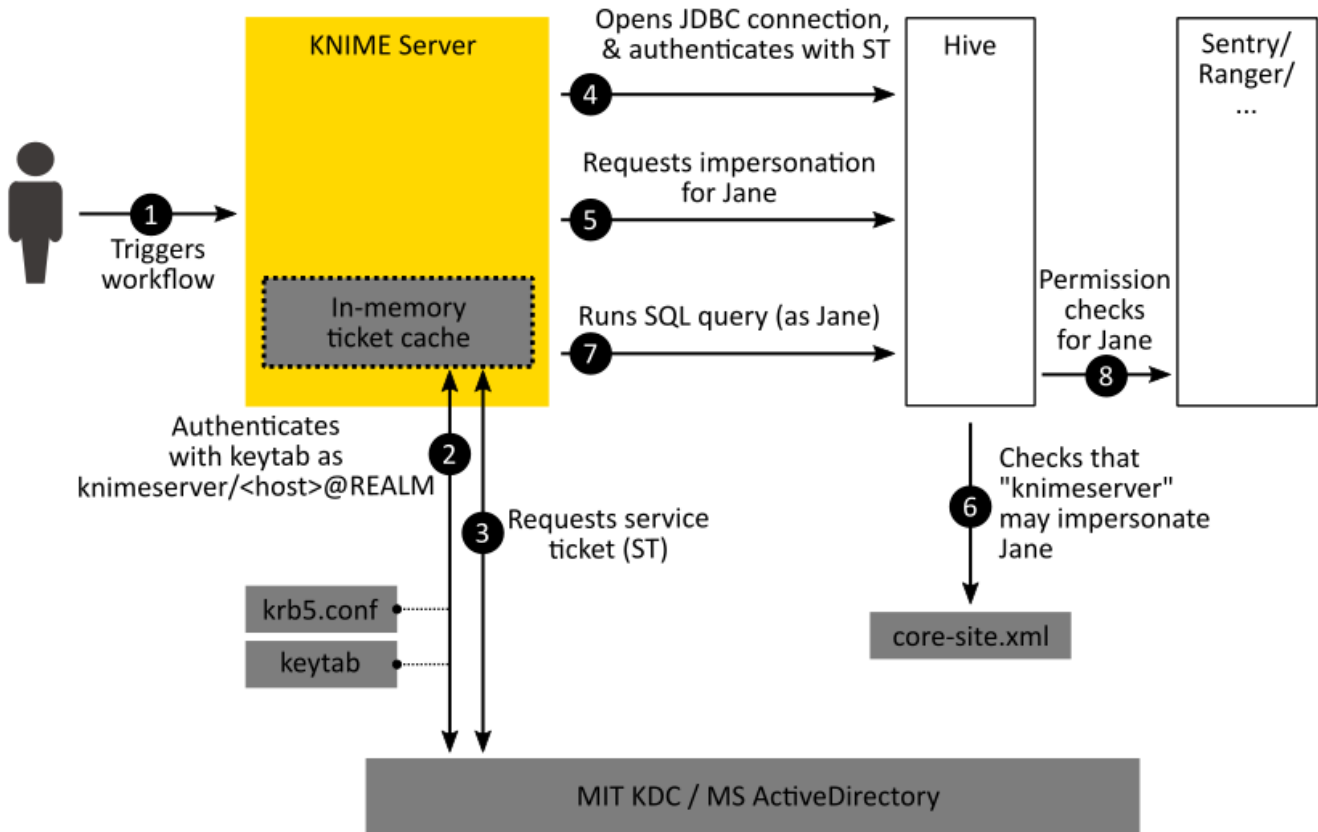 KNIME Server
Opens JDBC connection,
& authenticates with ST
4
Hive
Sentry/
Ranger/
...
1
Triggers
workflow
Requests impersonation
for Jane
5
In-memory
ticket cache
Runs SQL query (as Jane)
7
Permission
checks
for Jane
8
Authenticates
with keytab as
knimeserver/<host>@REALM
2
3
Requests service
ticket (ST)
6
Checks that
"knimeserver"
may impersonate
Jane
krb5.conf
keytab
core-site.xml
MIT KDC / MS ActiveDirectory